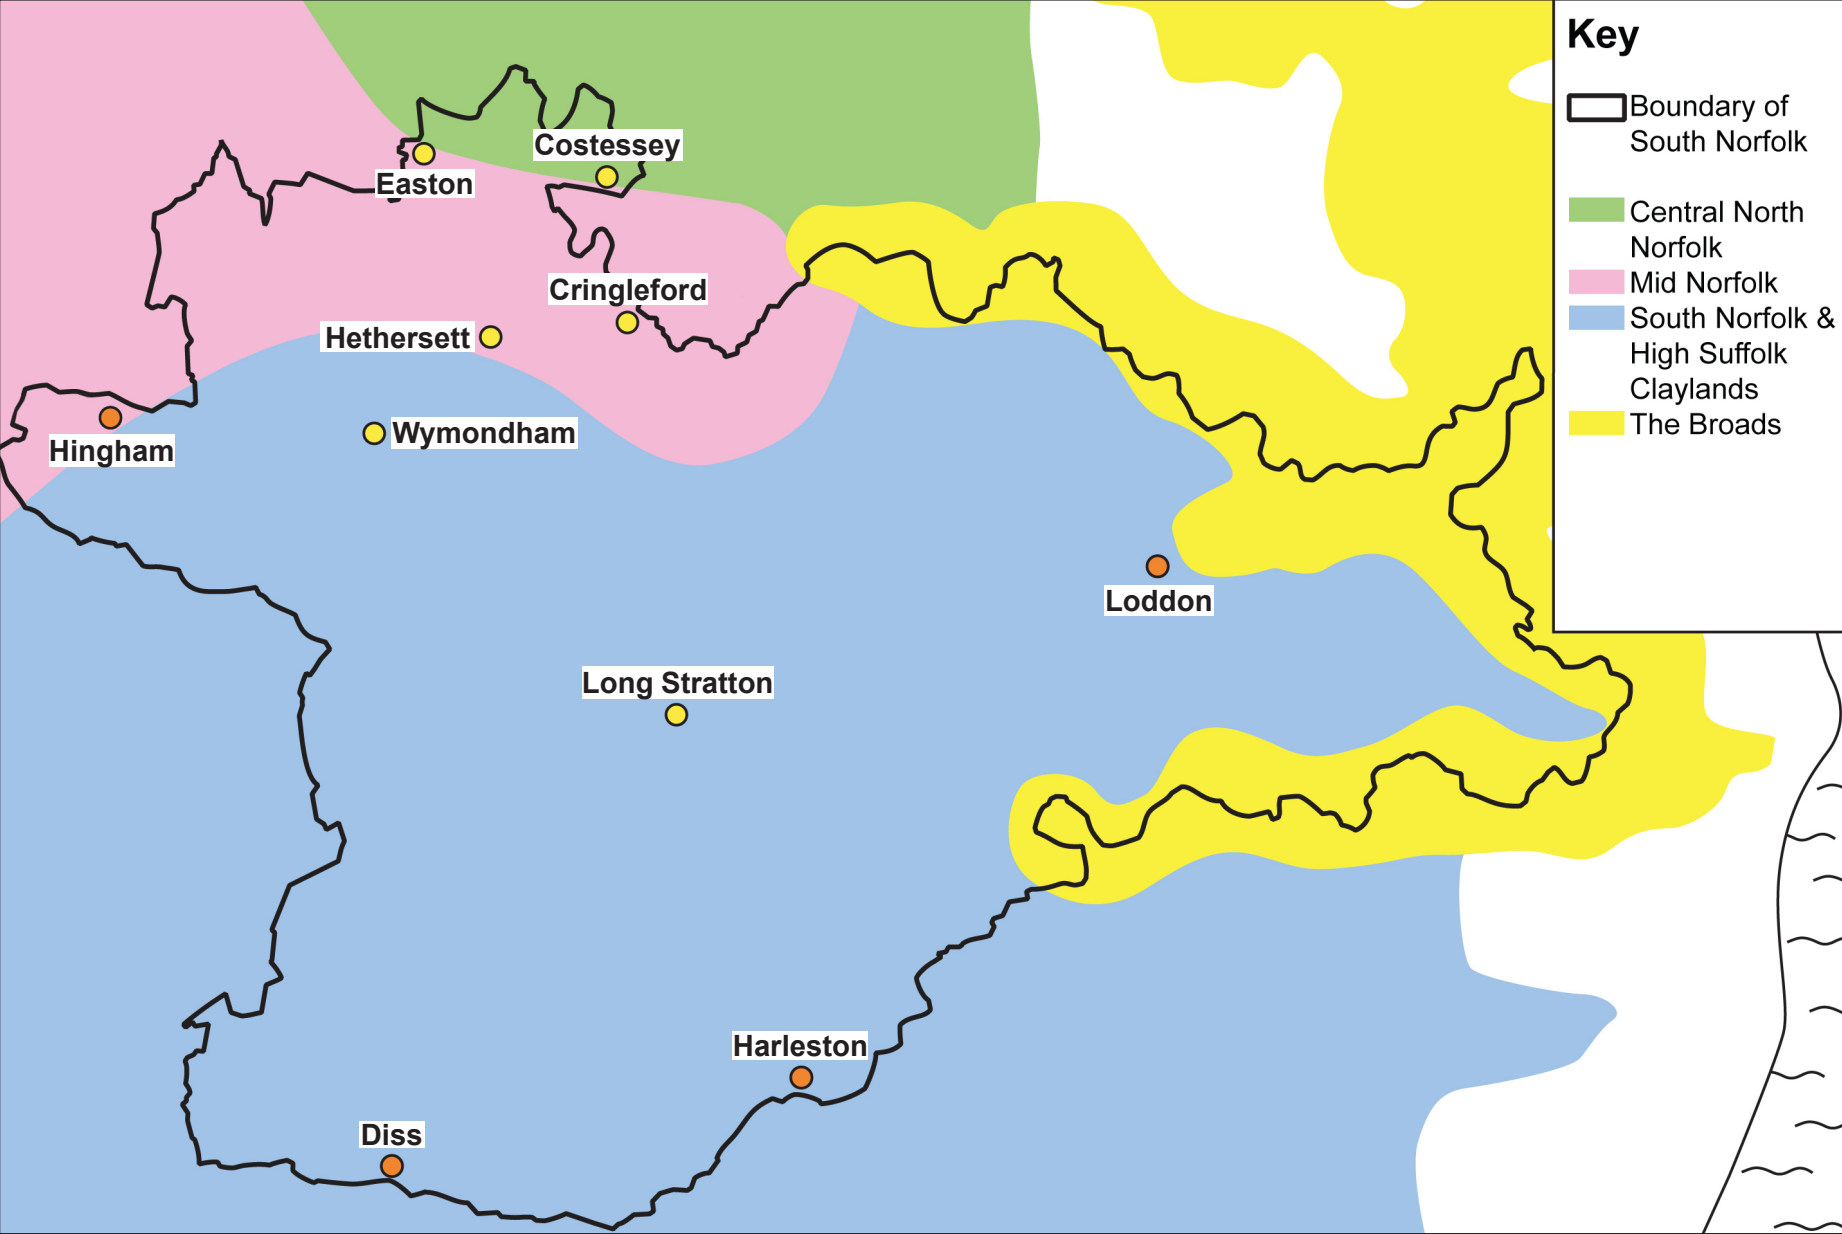 Key
Boundary of
South Norfolk
Central North
Norfolk
Mid Norfolk
South Norfolk &
High Suffolk
Claylands
The Broads
Costessey
Easton
Cringleford
Hethersett
Wymondham
Hingham
Loddon
Long Stratton
Harleston
Diss